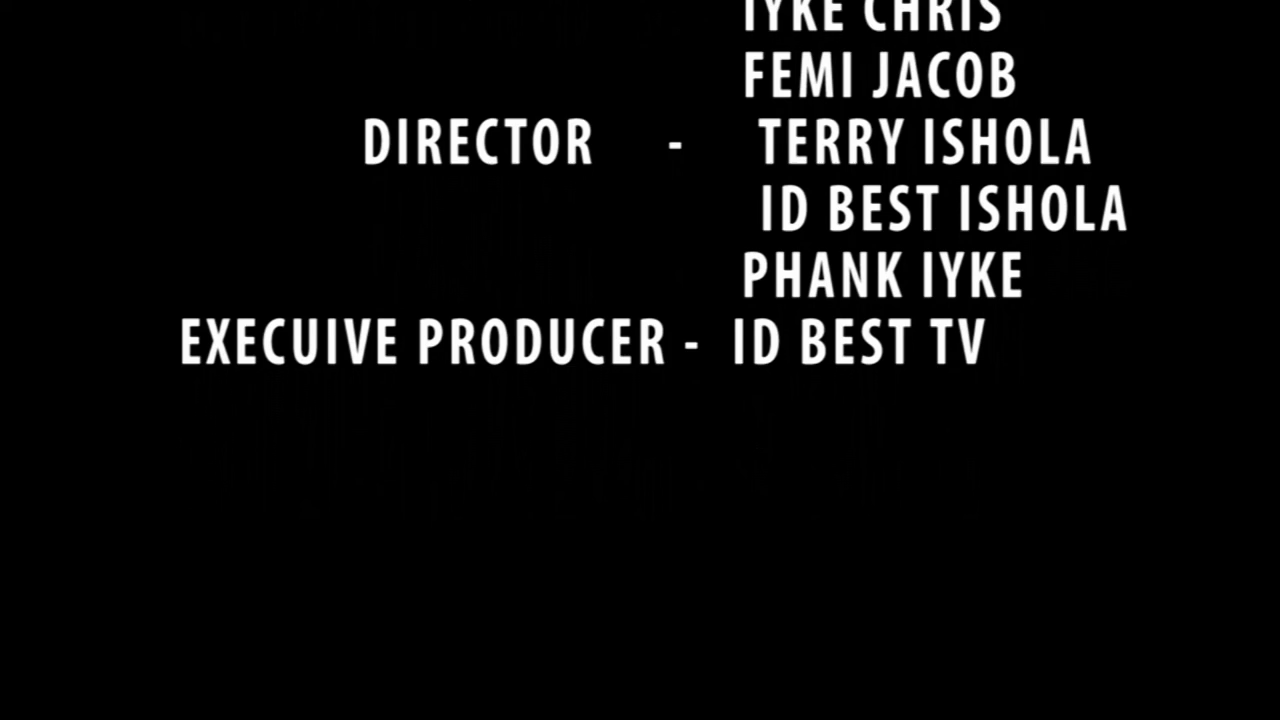 IYKE CHRIS
FEMI JACOB
DIRECTOR - TERRY ISHOLA
ID BEST ISHOLA
PHANK IYKE
EXECUIVE PRODUCER - ID BEST TV